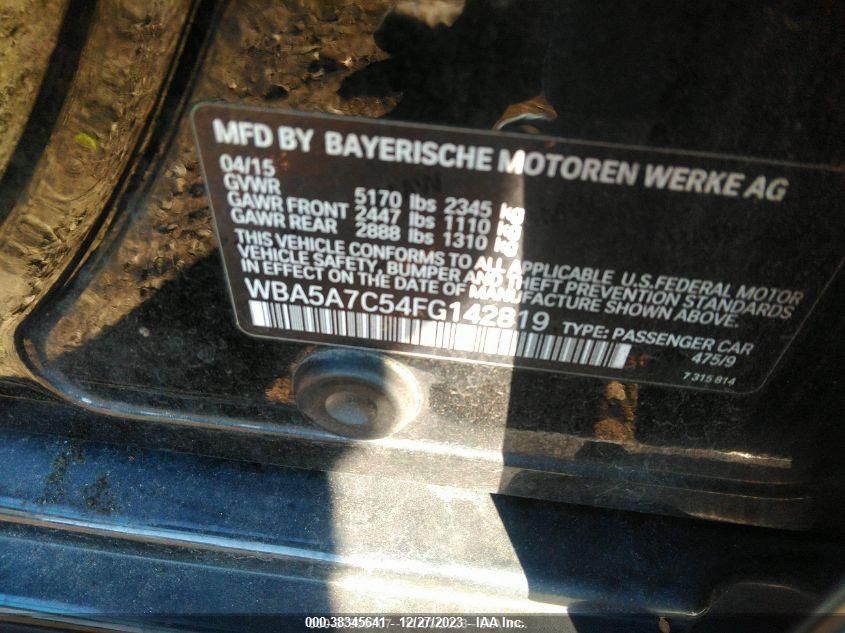 MFD BY BAYERISCHE MOTOREN WERKE AG
04/15
GVWR 5170 lbs 2345 kg
GAWR FRONT 2447 lbs 1110 kg
GAWR REAR 2888 lbs 1310 kg
THIS VEHICLE CONFORMS TO ALL APPLICABLE U.S.FEDERAL MOTOR
VEHICLE SAFETY, BUMPER AND THEFT PREVENTION STANDARDS
IN EFFECT ON THE DATE OF MANUFACTURE SHOWN ABOVE.
WBA5A7C54FG142819 TYPE: PASSENGER CAR
475/9
7 315 814
000-38345641 - 12/27/2023 - IAA Inc.